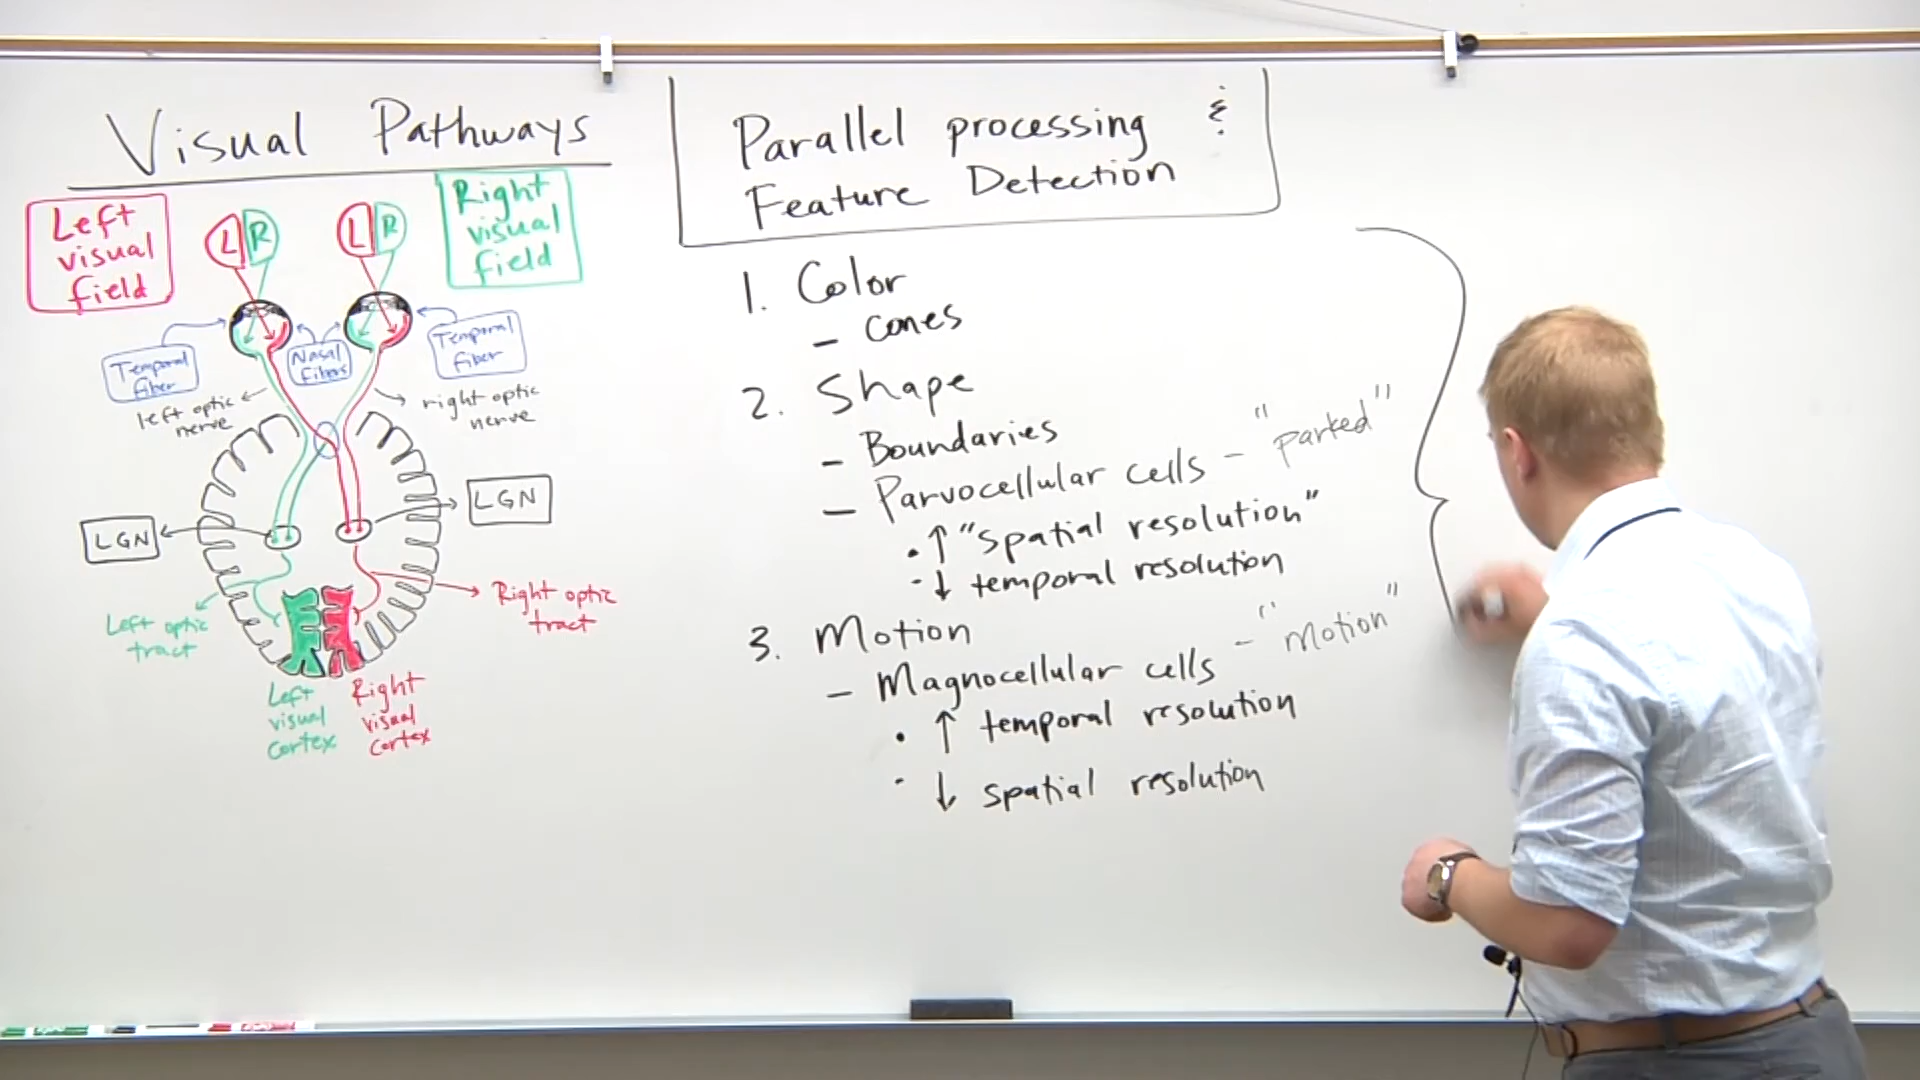 Visual Pathways
Left
visual
field
L R
L R
Right
visual
field
Temporal
fiber
Nasal
fibers
Temporal
fiber
left optic
nerve
right optic
nerve
LGN
LGN
Left optic
tract
Right optic
tract
Left
visual
cortex
Right
visual
cortex
Parallel processing &
Feature Detection
1. Color
- cones
2. Shape
- Boundaries
- Parvocellular cells - "parked"
• ↑ "spatial resolution"
• ↓ temporal resolution
3. Motion
- Magnocellular cells - "motion"
• ↑ temporal resolution
• ↓ spatial resolution